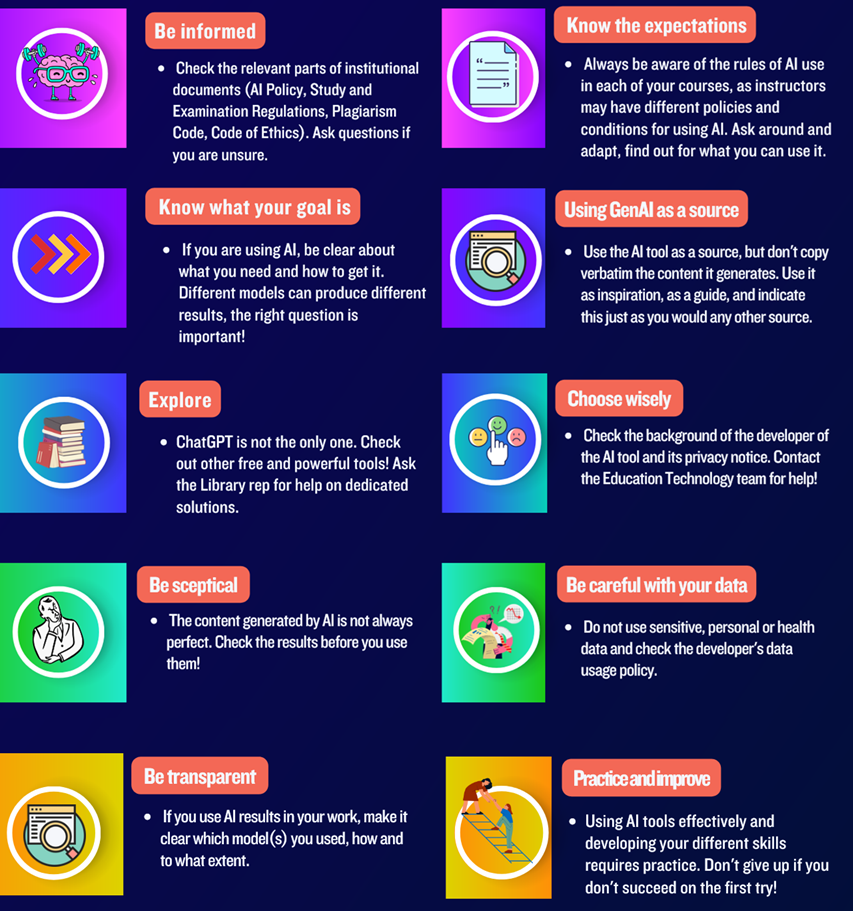 Be informed
• Check the relevant parts of institutional
documents (AI Policy, Study and
Examination Regulations, Plagiarism
Code, Code of Ethics). Ask questions if
you are unsure.
“
”
Know the expectations
• Always be aware of the rules of AI use
in each of your courses, as instructors
may have different policies and
conditions for using AI. Ask around and
adapt, find out for what you can use it.
Know what your goal is
• If you are using AI, be clear about
what you need and how to get it.
Different models can produce different
results, the right question is
important!
Using GenAI as a source
• Use the AI tool as a source, but don't copy
verbatim the content it generates. Use it
as inspiration, as a guide, and indicate
this just as you would any other source.
Explore
• ChatGPT is not the only one. Check
out other free and powerful tools! Ask
the Library rep for help on dedicated
solutions.
Choose wisely
• Check the background of the developer of
the AI tool and its privacy notice. Contact
the Education Technology team for help!
Be sceptical
• The content generated by AI is not always
perfect. Check the results before you use
them!
?!
Be careful with your data
• Do not use sensitive, personal or health
data and check the developer's data
usage policy.
Be transparent
• If you use AI results in your work, make it
clear which model(s) you used, how and
to what extent.
Practice and improve
• Using AI tools effectively and
developing your different skills
requires practice. Don't give up if you
don't succeed on the first try!